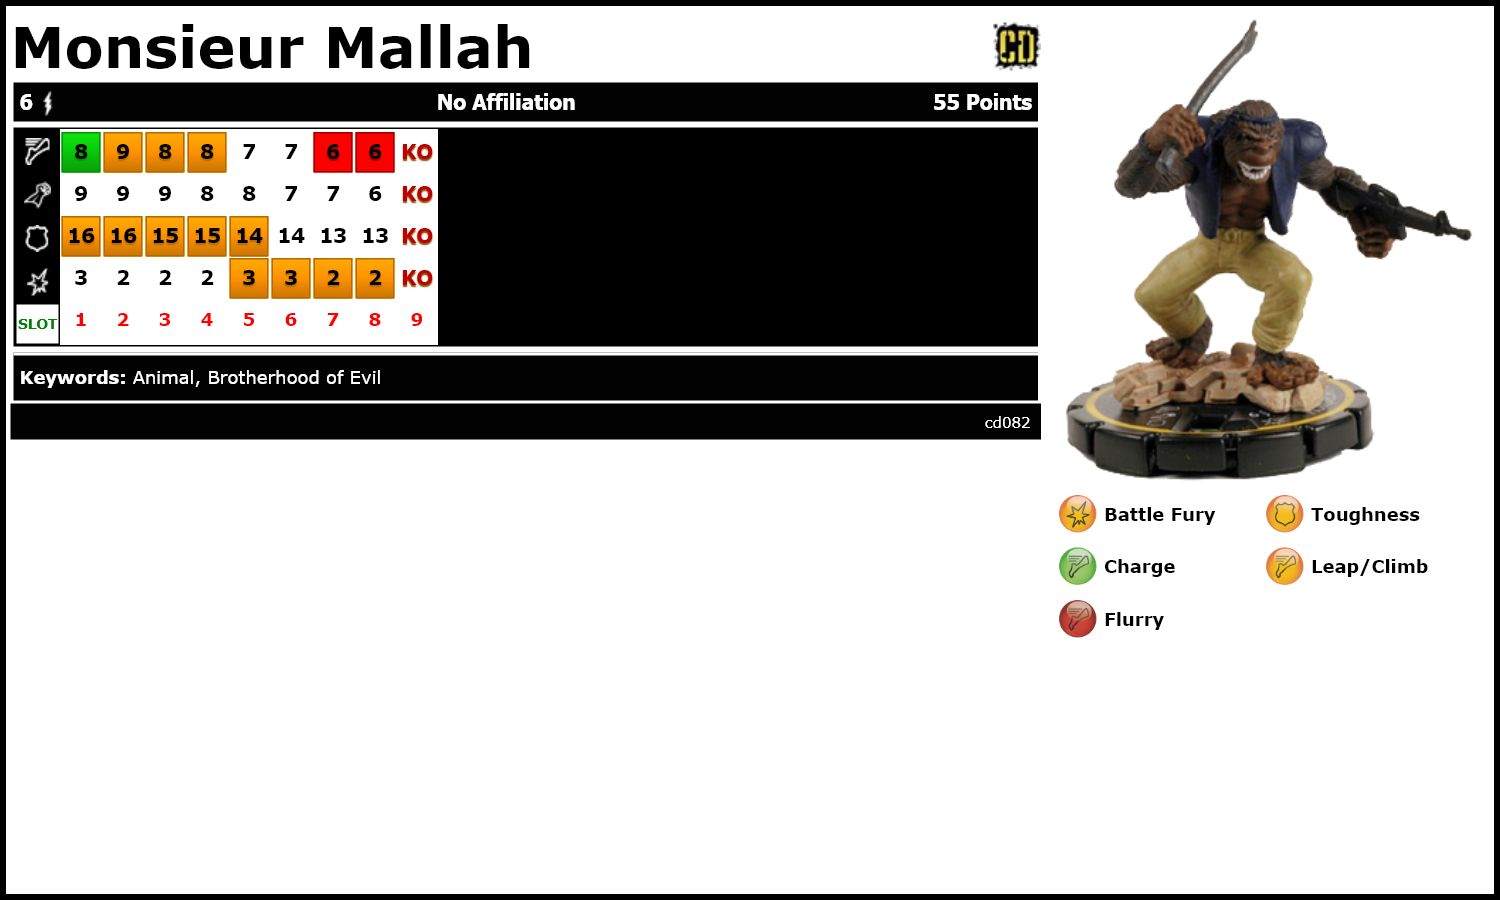 Monsieur Mallah
CD
6 No Affiliation 55 Points
8 9 8 8 7 7 6 6 KO
9 9 9 8 8 7 7 6 KO
16 16 15 15 14 14 13 13 KO
3 2 2 2 3 3 2 2 KO
SLOT 1 2 3 4 5 6 7 8 9
Keywords: Animal, Brotherhood of Evil
cd082
Battle Fury Toughness
Charge Leap/Climb
Flurry